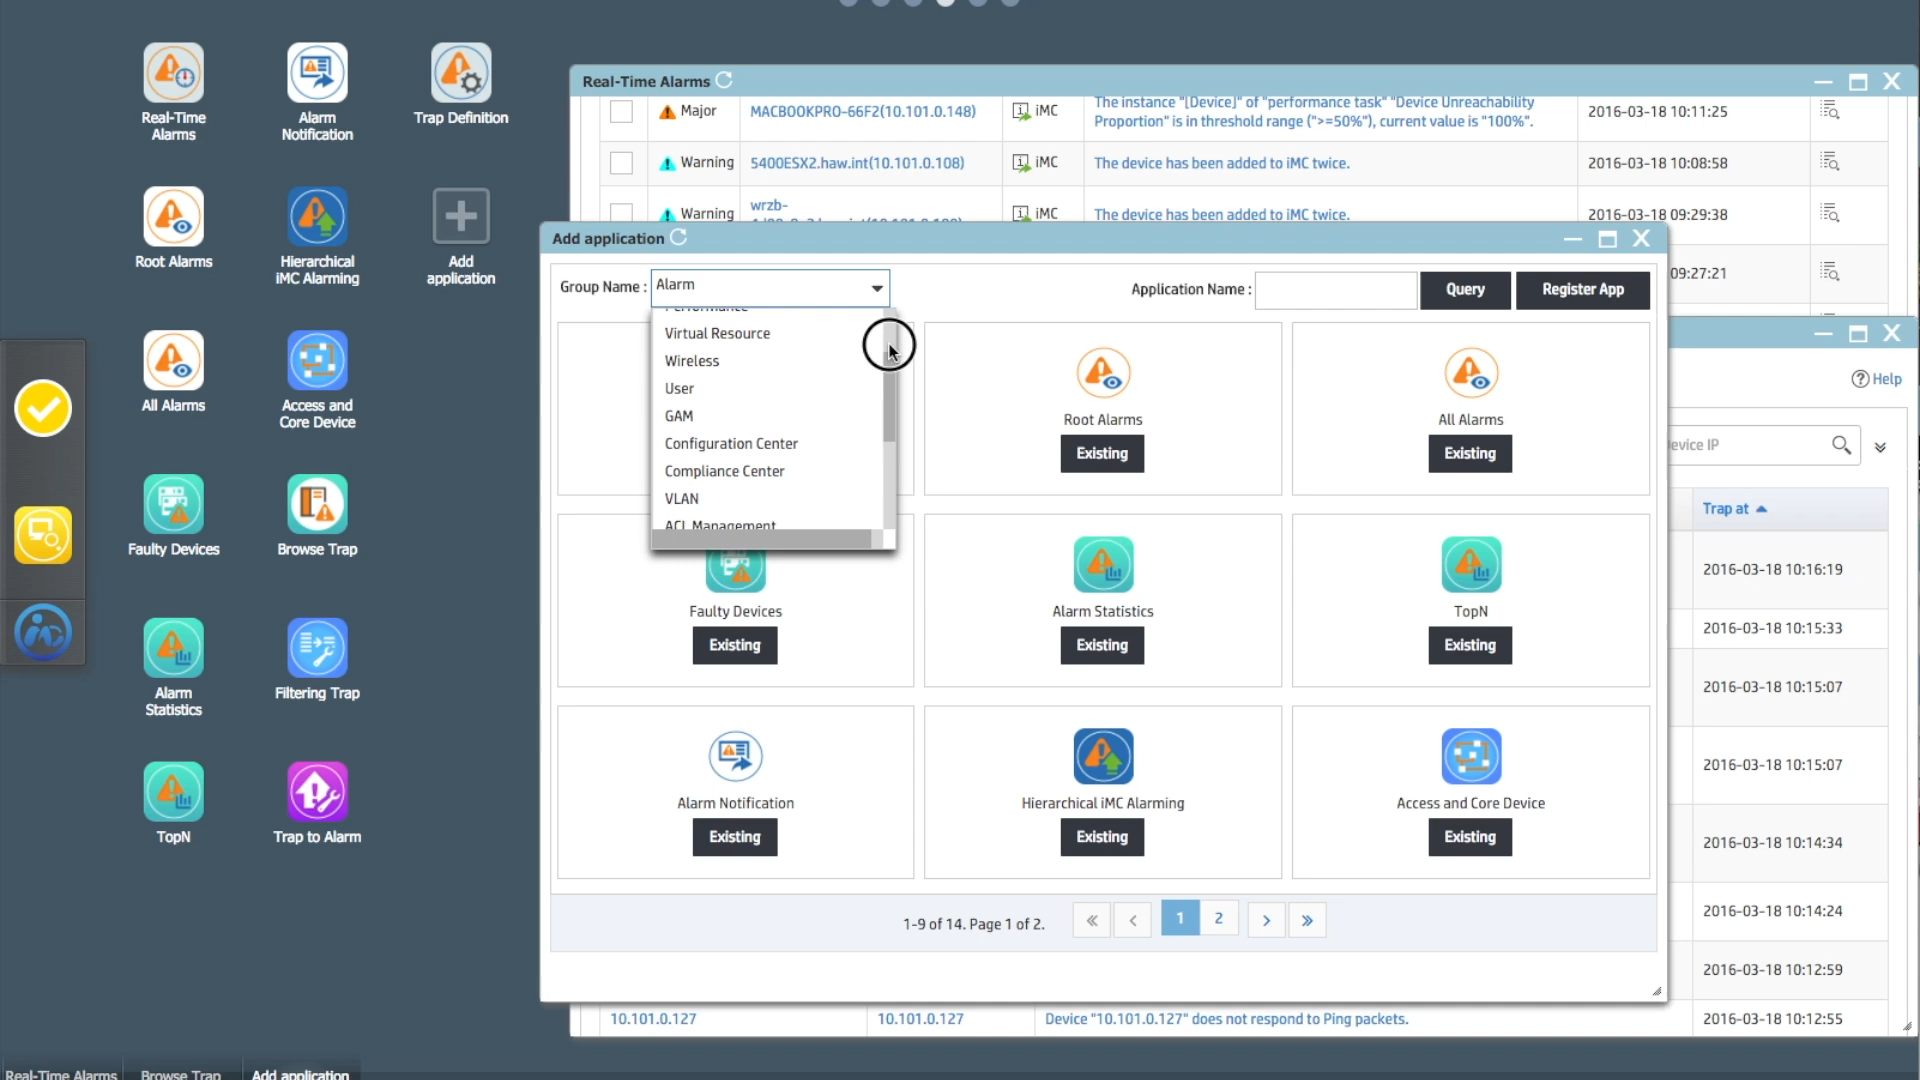 Real-Time
Alarms
Alarm
Notification
Trap Definition
Root Alarms
Hierarchical
iMC Alarming
Add
application
All Alarms
Access and
Core Device
Faulty Devices
Browse Trap
Alarm
Statistics
Filtering Trap
TopN
Trap to Alarm
Real-Time Alarms
Major
MACBOOKPRO-66F2(10.101.0.148)
iMC
The instance "[Device]" of "performance task" "Device Unreachability
Proportion" is in threshold range (">=50%"), current value is "100%".
2016-03-18 10:11:25
Warning
5400ESX2.haw.int(10.101.0.108)
iMC
The device has been added to iMC twice.
2016-03-18 10:08:58
Warning
wrzb-
iMC
The device has been added to iMC twice.
2016-03-18 09:29:38
09:27:21
Add application
Group Name :
Alarm
Application Name :
Query
Register App
Performance
Virtual Resource
Wireless
User
GAM
Configuration Center
Compliance Center
VLAN
ACL Management
Root Alarms
Existing
All Alarms
Existing
Faulty Devices
Existing
Alarm Statistics
Existing
TopN
Existing
Alarm Notification
Existing
Hierarchical iMC Alarming
Existing
Access and Core Device
Existing
1-9 of 14. Page 1 of 2.
« ‹ 1 2 › »
Help
evice IP
Trap at
2016-03-18 10:16:19
2016-03-18 10:15:33
2016-03-18 10:15:07
2016-03-18 10:15:07
2016-03-18 10:14:34
2016-03-18 10:14:24
2016-03-18 10:12:59
10.101.0.127
10.101.0.127
Device "10.101.0.127" does not respond to Ping packets.
2016-03-18 10:12:55
Real-Time Alarms
Browse Trap
Add application